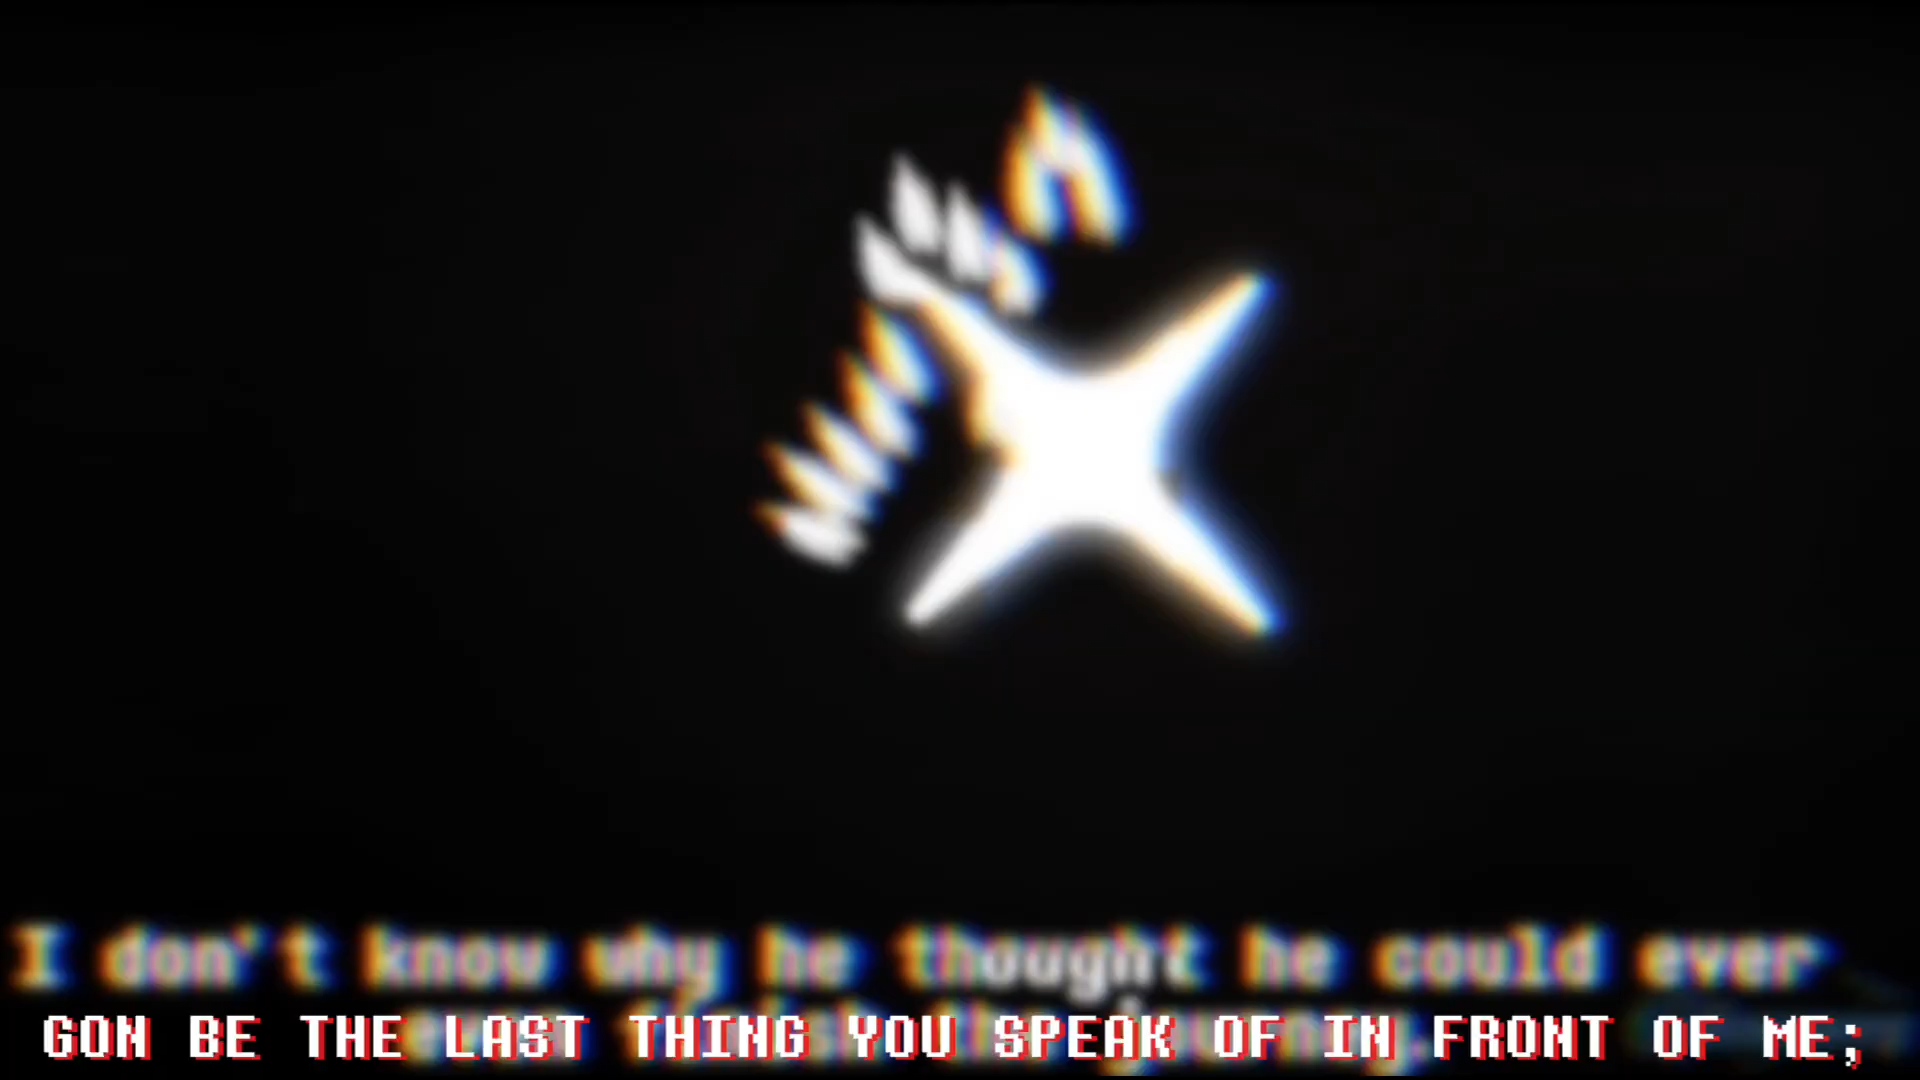 I don't know why he thought he could ever
GON BE THE LAST THING YOU SPEAK OF IN FRONT OF ME;